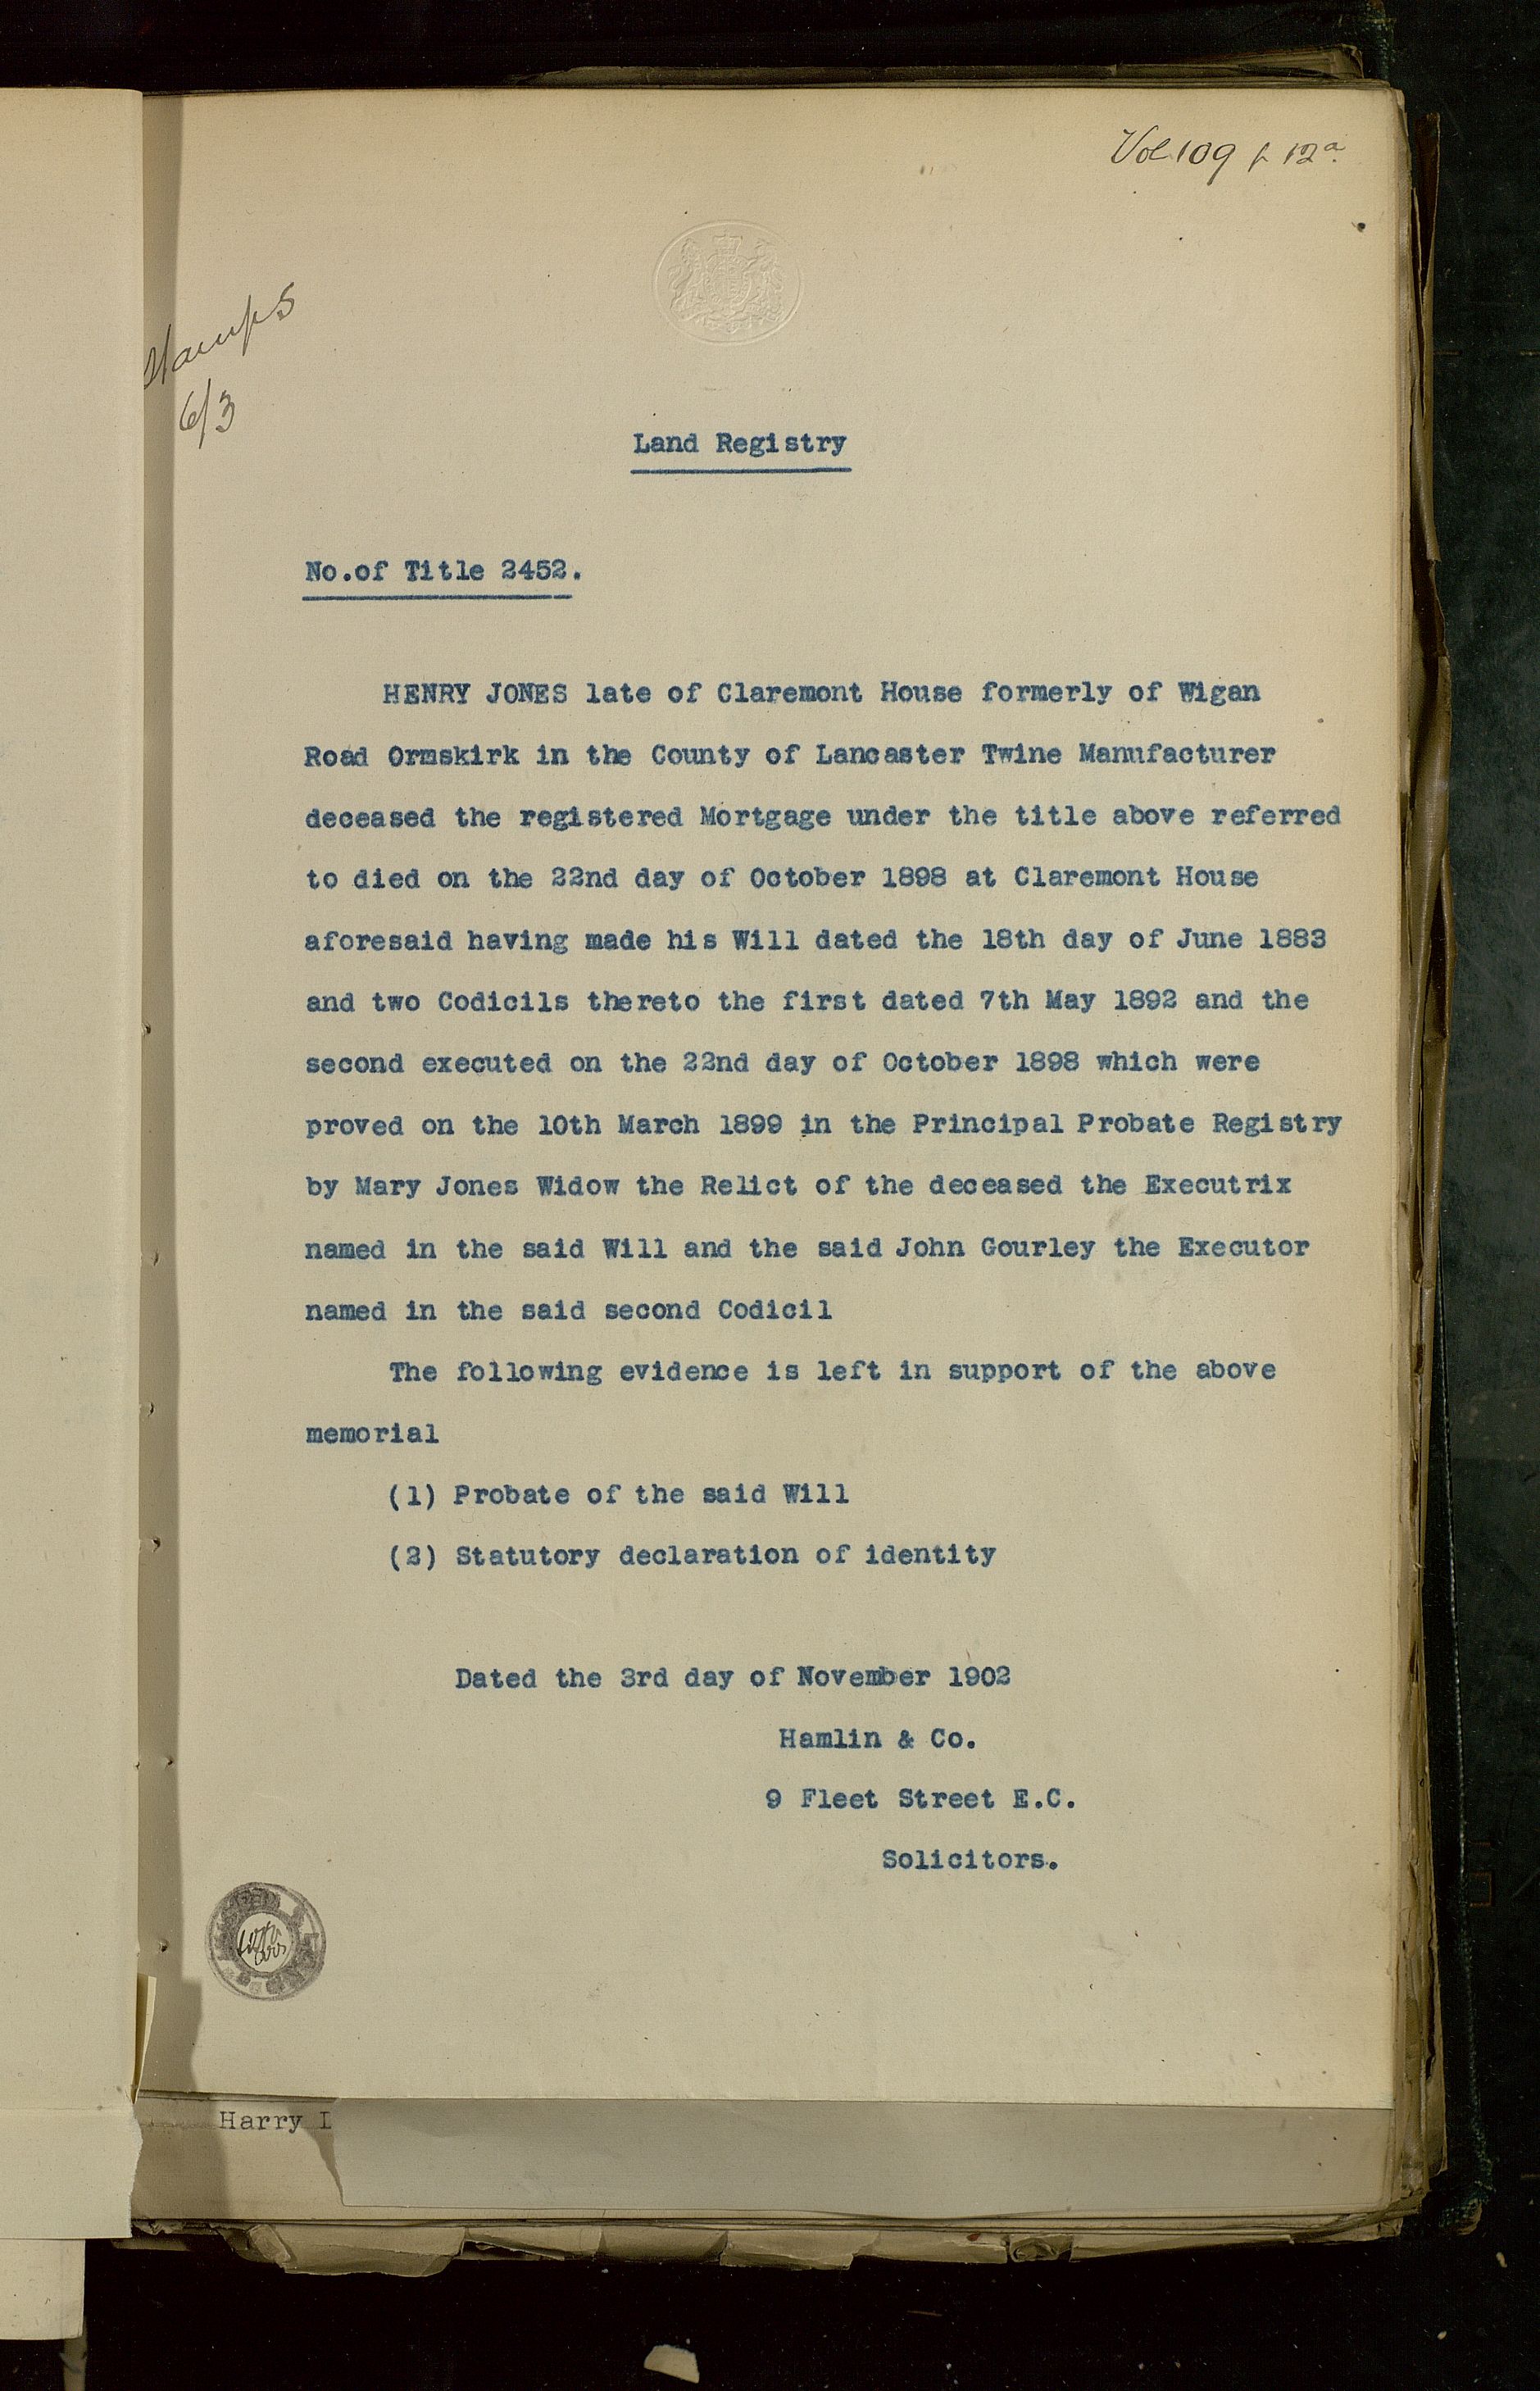 Vol 109 f 12a.
Stamps
6/3
Land Registry
No.of Title 2452.
HENRY JONES late of Claremont House formerly of Wigan
Road Ormskirk in the County of Lancaster Twine Manufacturer
deceased the registered Mortgage under the title above referred
to died on the 22nd day of October 1898 at Claremont House
aforesaid having made his Will dated the 18th day of June 1883
and two Codicils thereto the first dated 7th May 1892 and the
second executed on the 22nd day of October 1898 which were
proved on the 10th March 1899 in the Principal Probate Registry
by Mary Jones Widow the Relict of the deceased the Executrix
named in the said Will and the said John Gourley the Executor
named in the said second Codicil
The following evidence is left in support of the above
memorial
(1) Probate of the said Will
(2) Statutory declaration of identity
Dated the 3rd day of November 1902
Hamlin & Co.
9 Fleet Street E.C.
Solicitors.
Harry